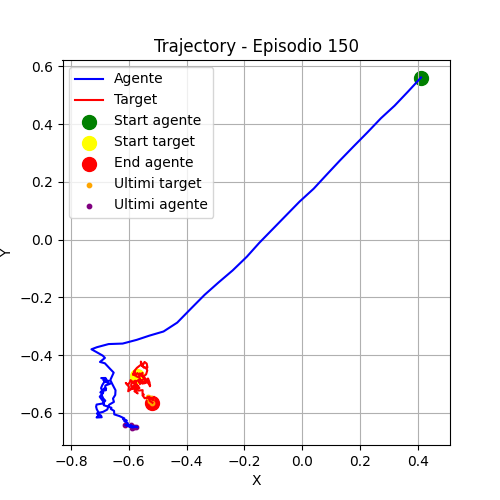 Trajectory - Episodio 150
Agente
Target
Start agente
Start target
End agente
Ultimi target
Ultimi agente
0.6
0.4
0.2
0.0
−0.2
−0.4
−0.6
Y
−0.8
−0.6
−0.4
−0.2
0.0
0.2
0.4
X